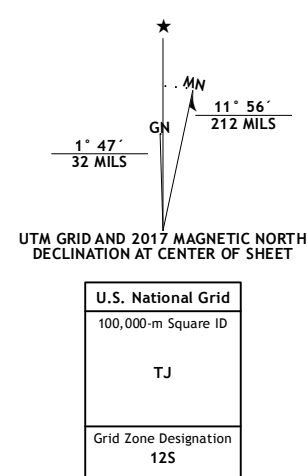 ★
MN
GN
11° 56´
212 MILS
1° 47´
32 MILS
UTM GRID AND 2017 MAGNETIC NORTH
DECLINATION AT CENTER OF SHEET
U.S. National Grid
100,000-m Square ID
TJ
Grid Zone Designation
12S